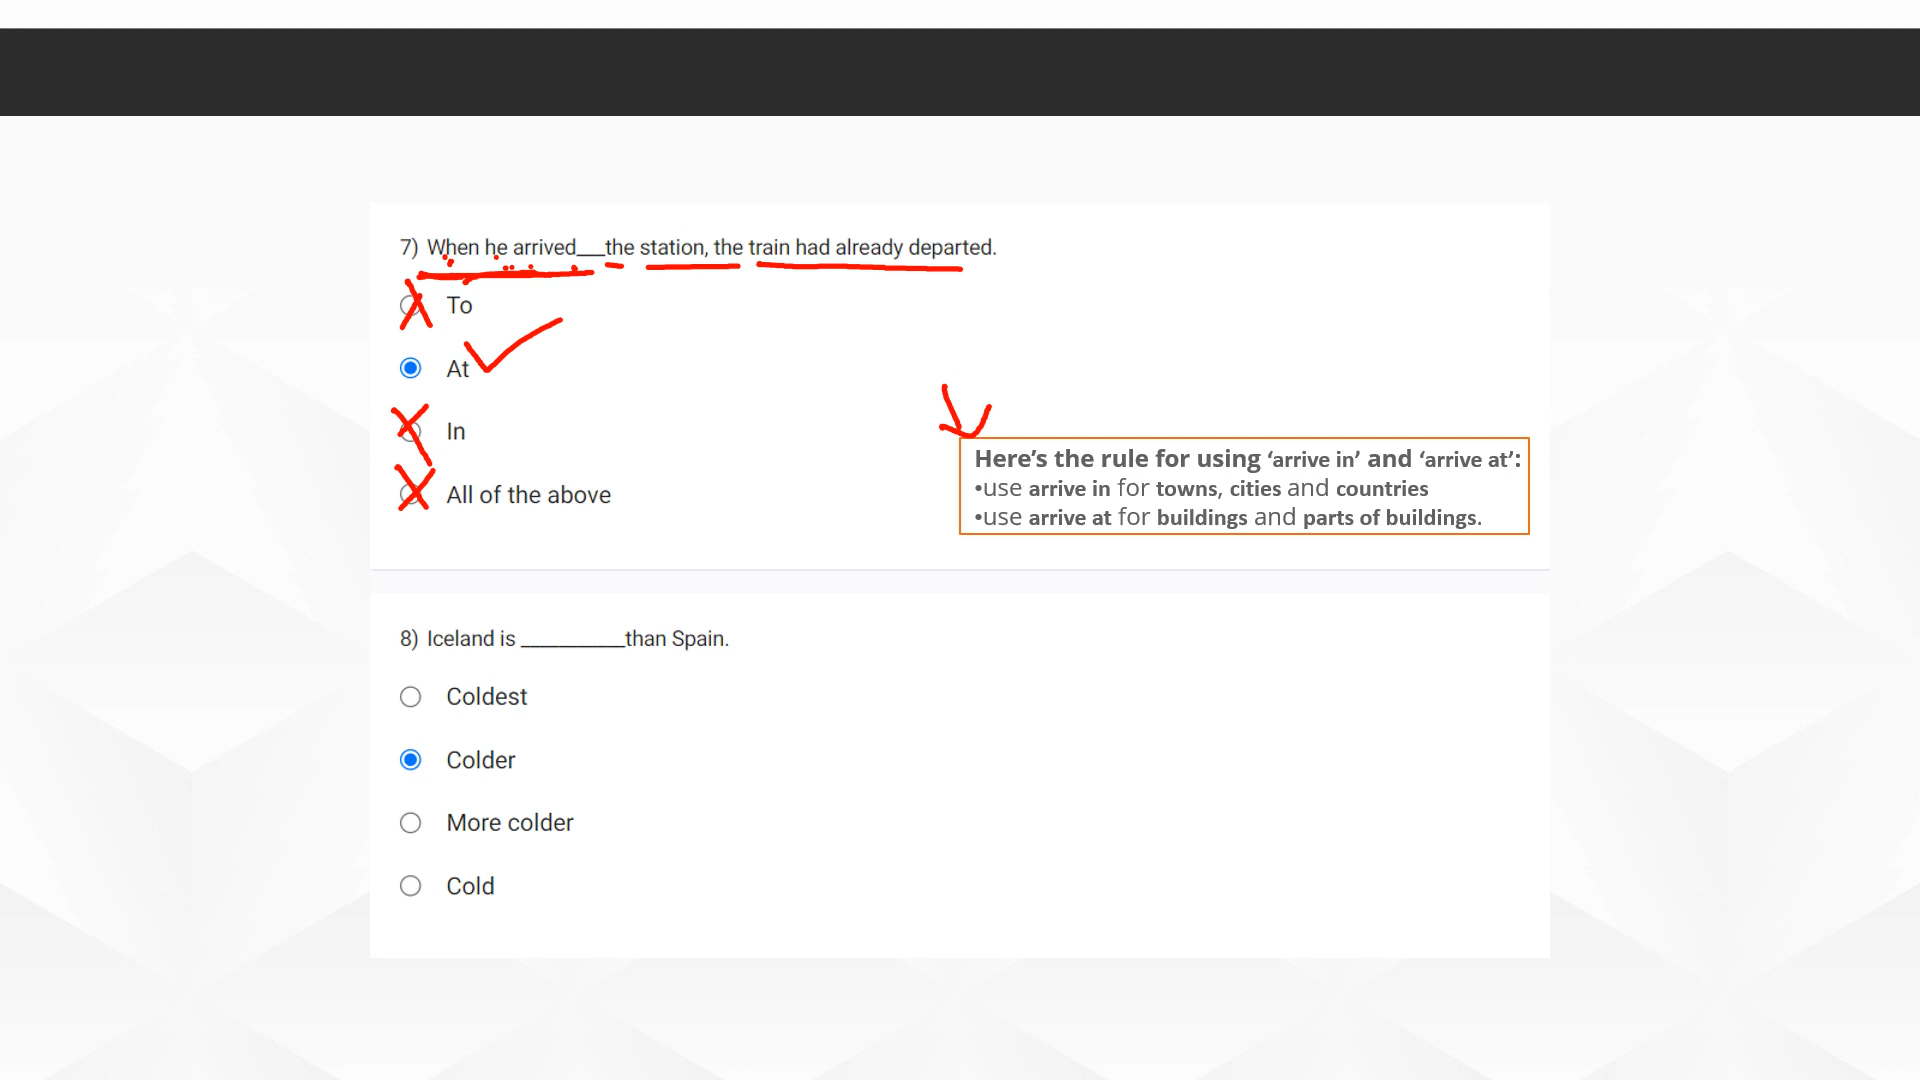 7) When he arrived___the station, the train had already departed.
To
At
In
All of the above
Here’s the rule for using ‘arrive in’ and ‘arrive at’:
•use arrive in for towns, cities and countries
•use arrive at for buildings and parts of buildings.
8) Iceland is __________than Spain.
Coldest
Colder
More colder
Cold